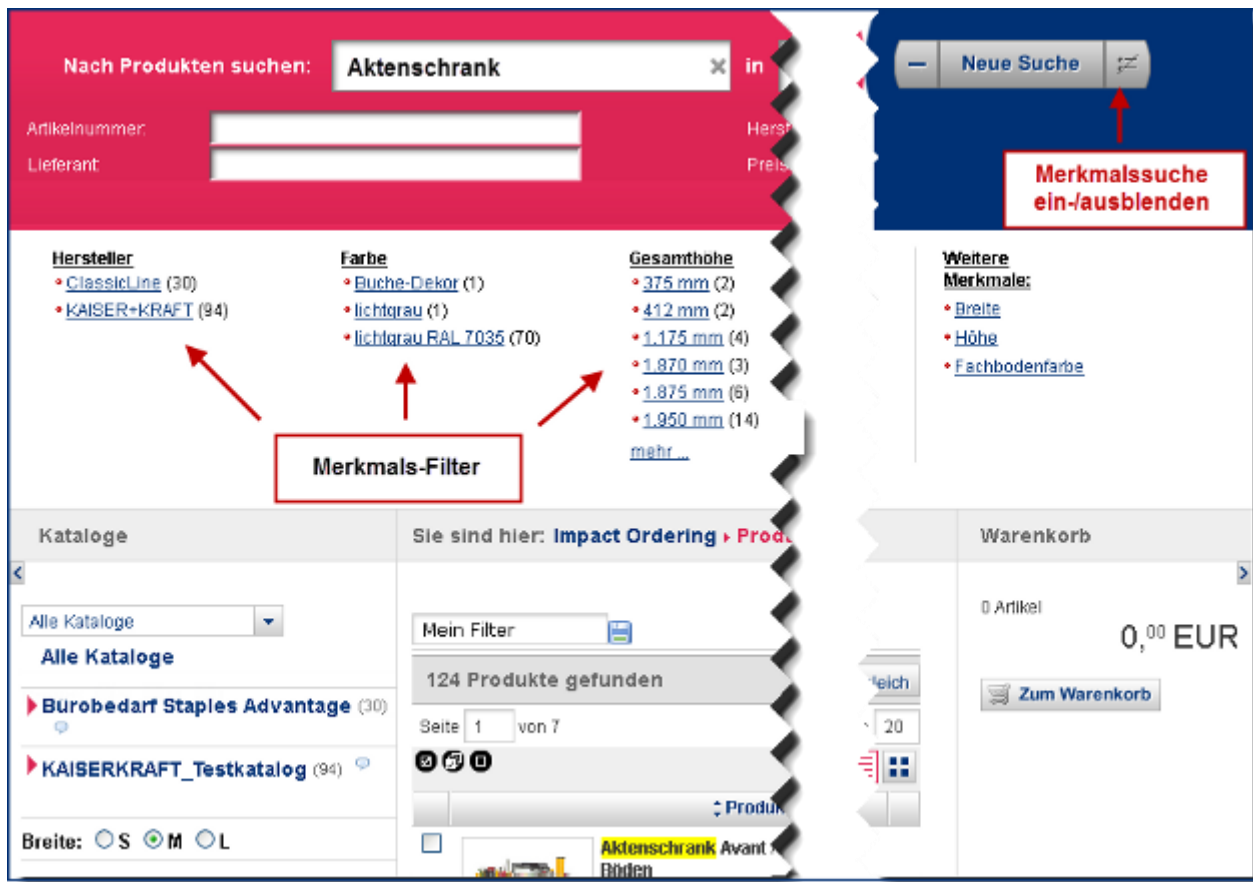 Nach Produkten suchen: Aktenschrank in
Neue Suche
Artikelnummer:
Lieferant:
Merkmalssuche
ein-/ausblenden
Hersteller
ClassicLine (30)
KAISER+KRAFT (94)
Farbe
Buche-Dekor (1)
lichtgrau (1)
lichtgrau RAL 7035 (70)
Gesamthöhe
375 mm (2)
412 mm (2)
1.175 mm (4)
1.870 mm (3)
1.875 mm (6)
1.950 mm (14)
mehr ...
Weitere
Merkmale:
Breite
Höhe
Fachbodenfarbe
Merkmals-Filter
Kataloge
Sie sind hier: Impact Ordering
Warenkorb
Alle Kataloge
Alle Kataloge
Bürobedarf Staples Advantage (30)
KAISERKRAFT_Testkatalog (94)
Breite: S M L
Mein Filter
124 Produkte gefunden
Seite 1 von 7
20
Aktenschrank Avant
Böden
0 Artikel
0,00 EUR
Zum Warenkorb